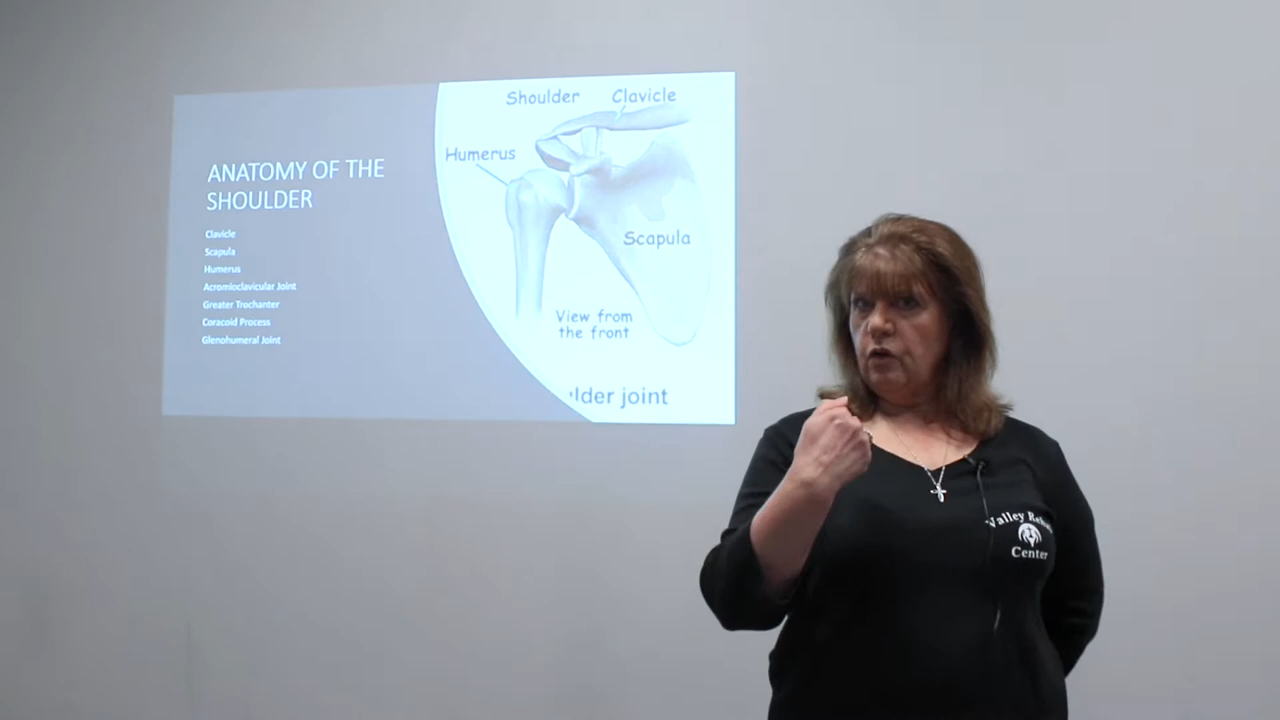 ANATOMY OF THE
SHOULDER
Clavicle
Scapula
Humerus
Acromioclavicular Joint
Greater Trochanter
Coracoid Process
Glenohumeral Joint
Shoulder
Clavicle
Humerus
Scapula
View from
the front
lder joint
Valley
Center